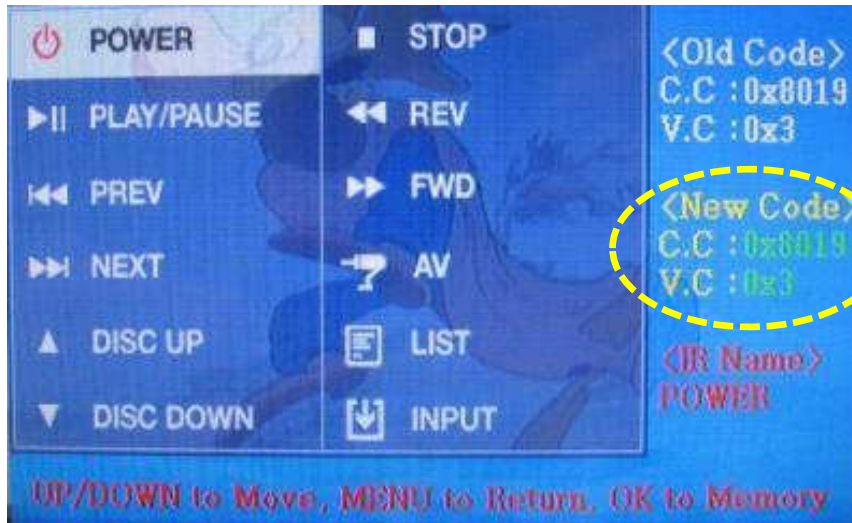 POWER
PLAY/PAUSE
PREV
NEXT
DISC UP
DISC DOWN
STOP
REV
FWD
AV
LIST
INPUT
<Old Code>
C.C :0x8019
V.C :0x3
<New Code>
C.C :0x8019
V.C :0x3
<IR Name>
POWER
UP/DOWN to Move, MENU to Return, OK to Memory